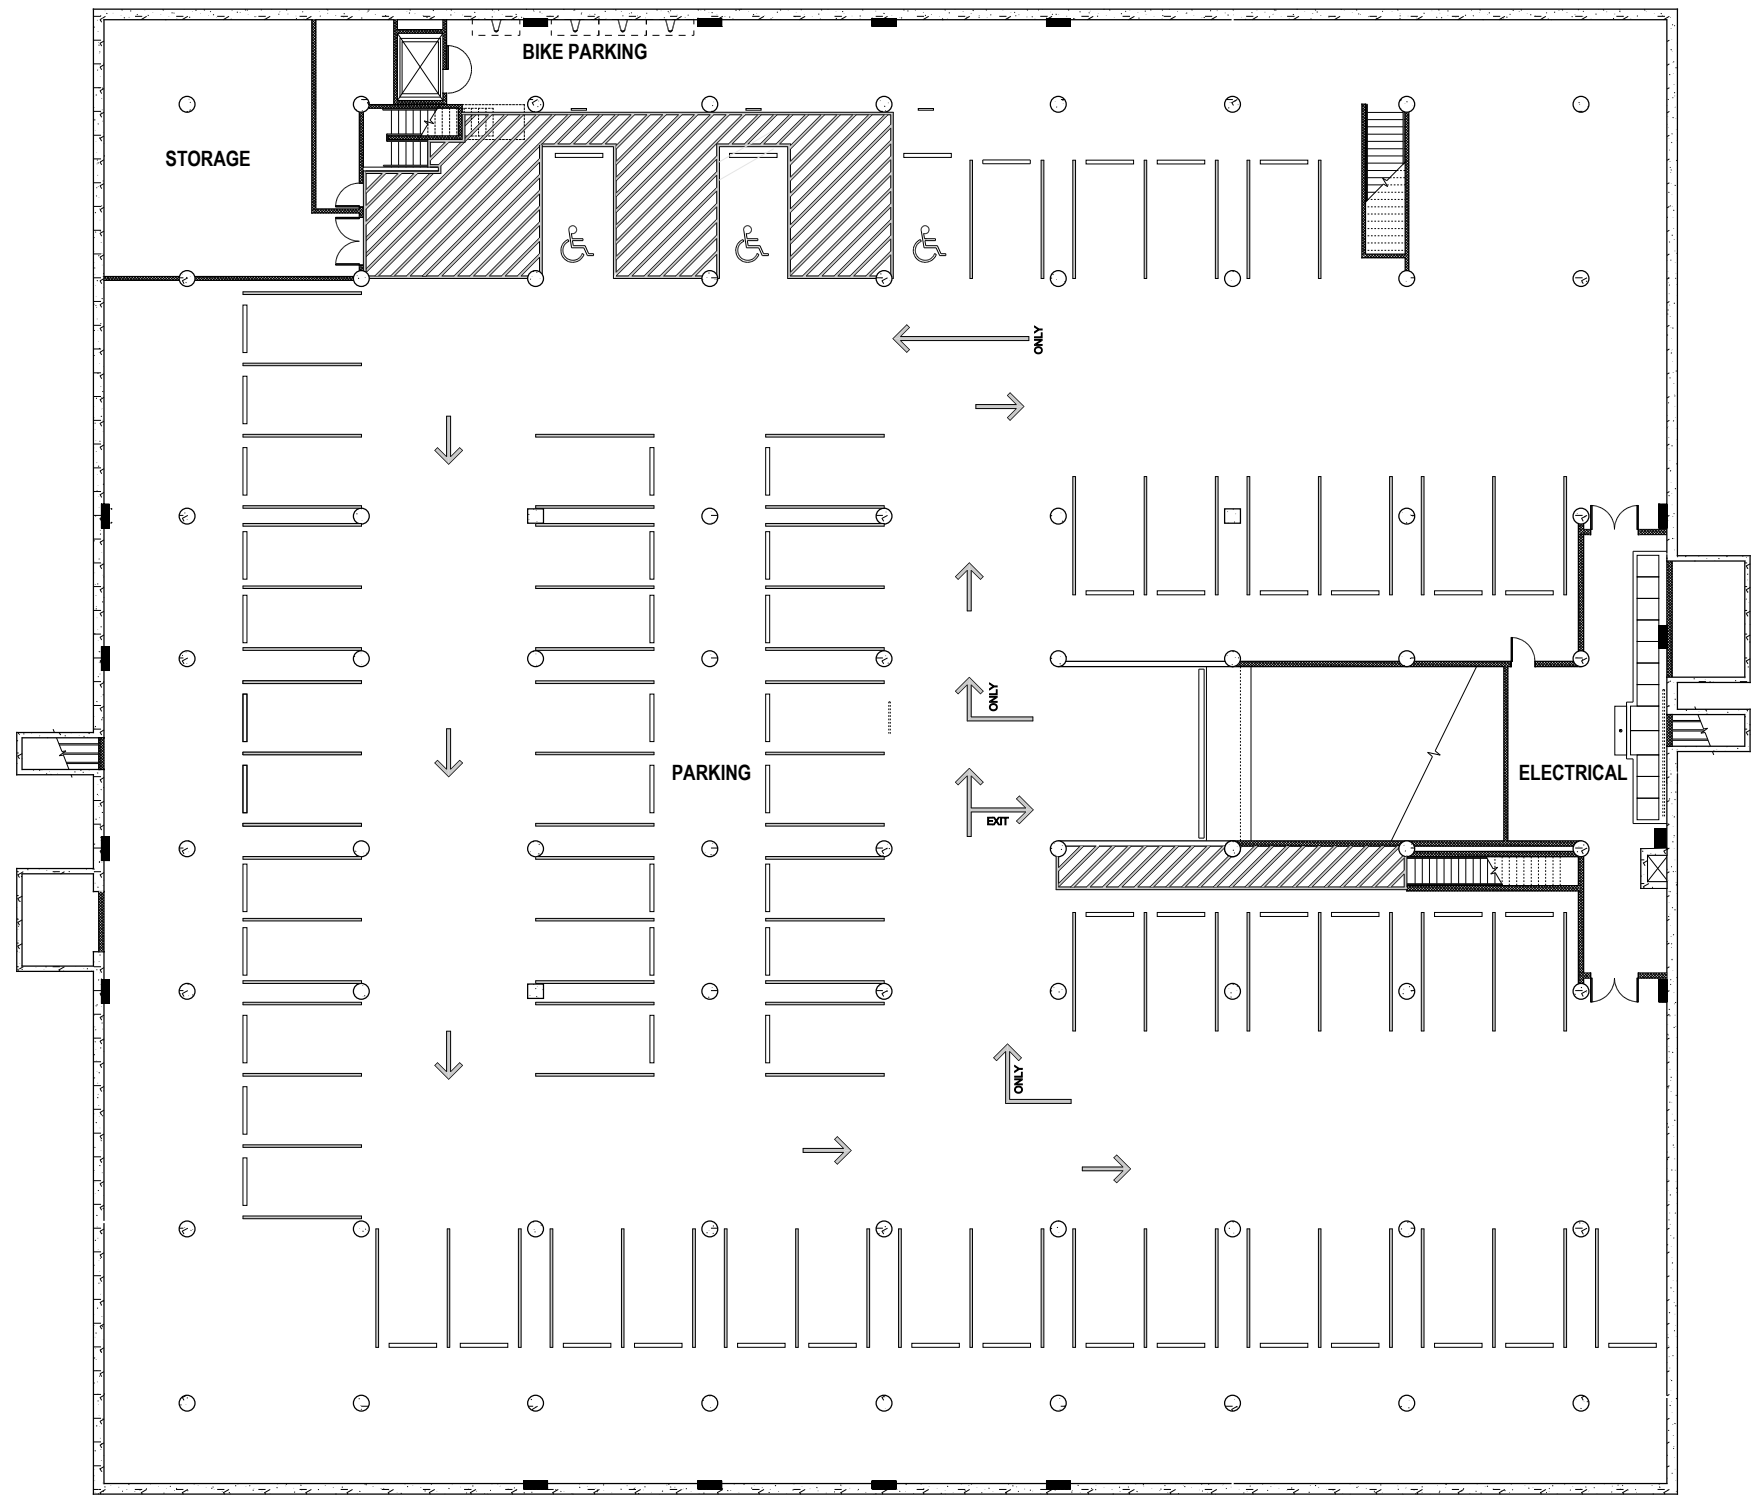 BIKE PARKING
STORAGE
ONLY
ONLY
PARKING
ELECTRICAL
EXIT
ONLY